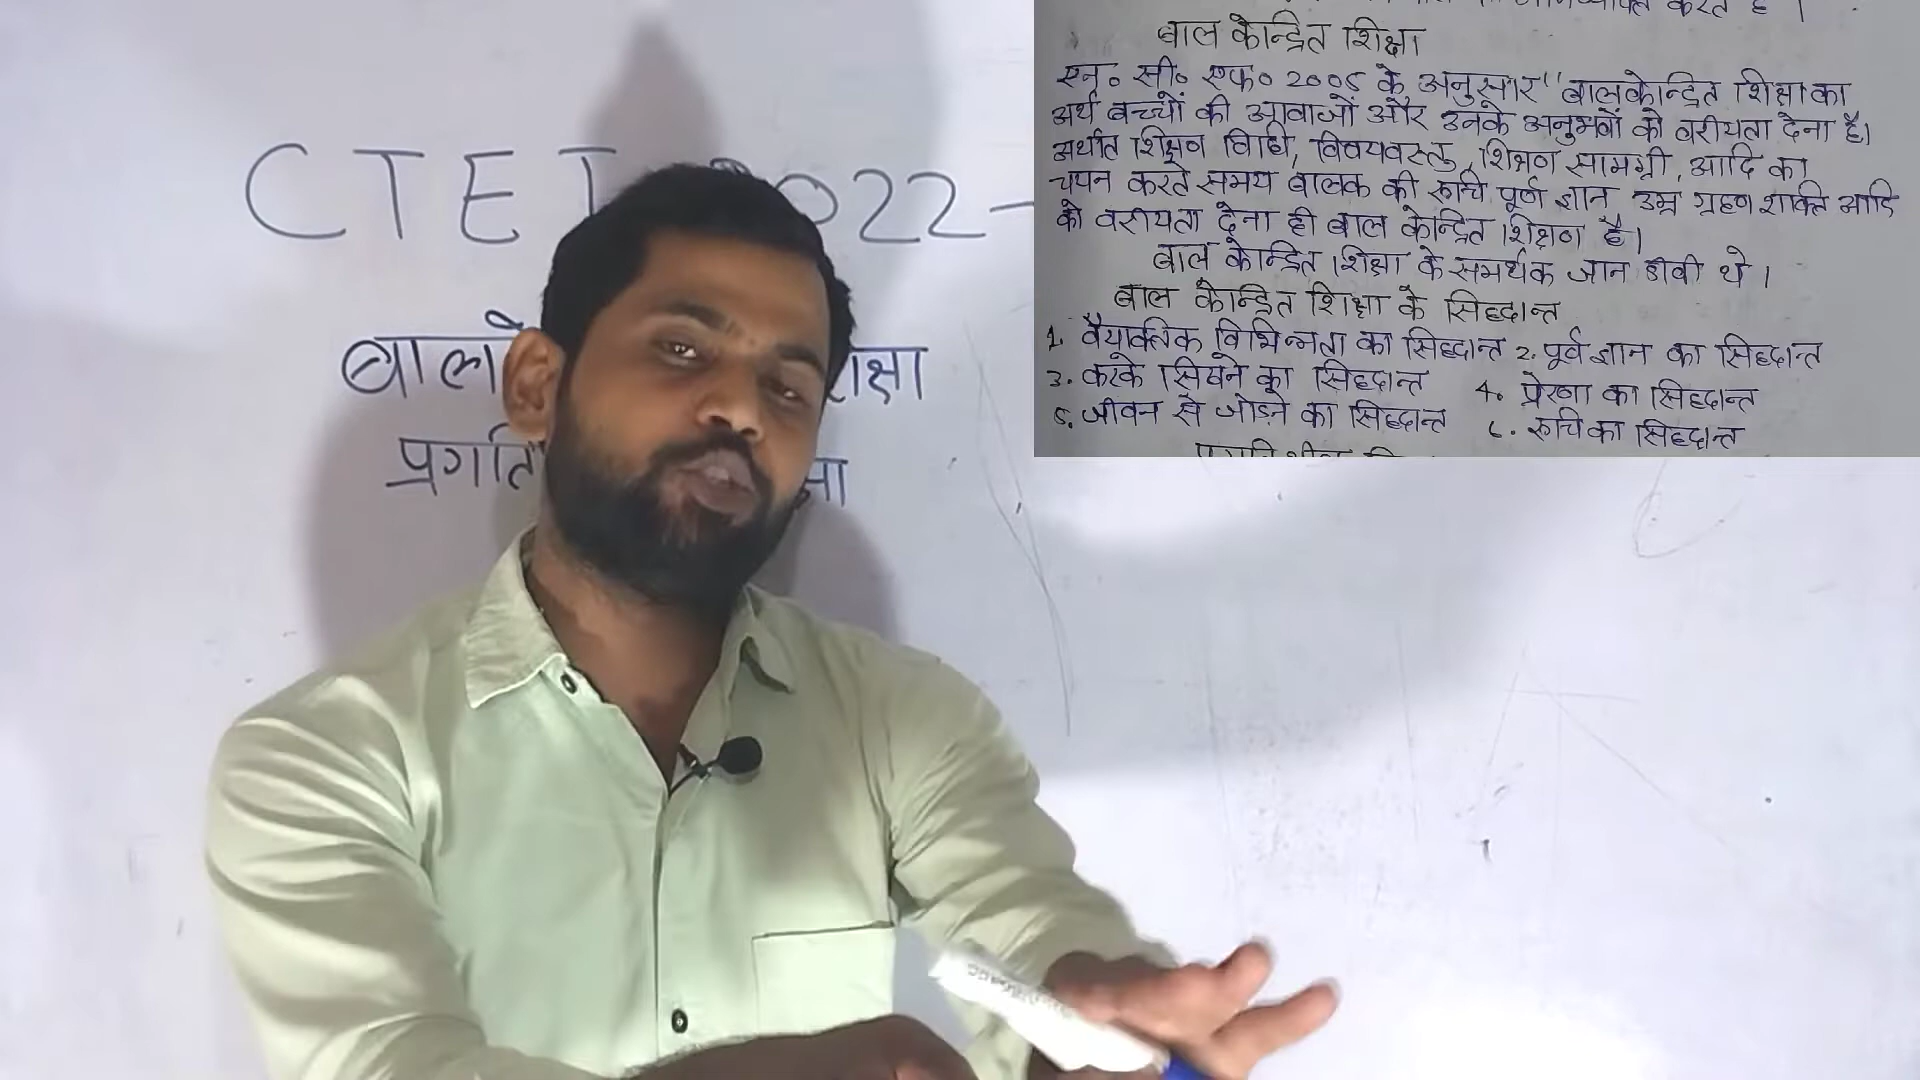 CTET 2022-
प्रगति
बाल केन्द्रित शिक्षा
एन० सी० एफ० 2005 के अनुसार "बालकेन्द्रित शिक्षा का
अर्थ बच्चों की आवाजों और उनके अनुभवों को वरीयता देना है।
अर्थात शिक्षण विधि, विषयवस्तु, शिक्षण सामग्री, आदि का
चयन करते समय बालक की रूचि पूर्ण ज्ञान उम्र ग्रहण शक्ति आदि
को वरीयता देना ही बाल केन्द्रित शिक्षण है।
बाल केन्द्रित शिक्षा के समर्थक जान डीवी थे।
बाल केन्द्रित शिक्षा के सिद्धान्त
1. वैयाक्तिक विभिन्नता का सिद्धान्त 2. पूर्व ज्ञान का सिद्धान्त
3. करके सिखने का सिद्धान्त 4. प्रेरणा का सिद्धान्त
5. जीवन से जोड़ने का सिद्धान्त 6. रूचि का सिद्धान्त